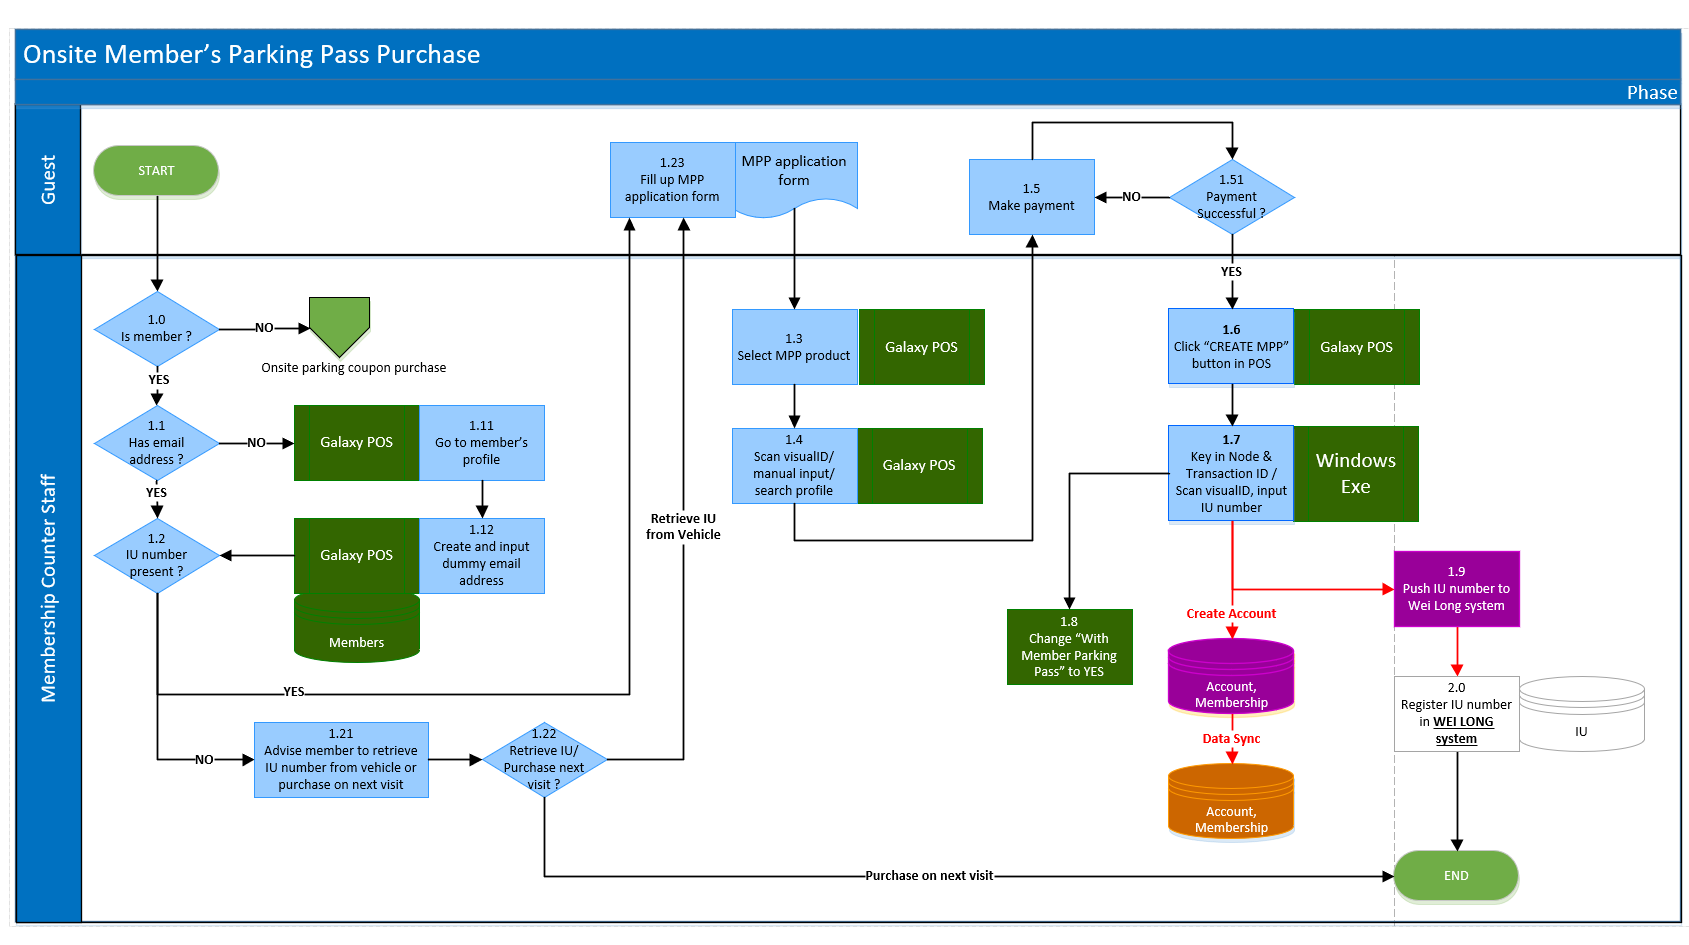 Onsite Member’s Parking Pass Purchase
Phase
Guest
START
1.23
Fill up MPP
application form
MPP application
form
1.5
Make payment
NO
1.51
Payment
Successful ?
YES
Membership Counter Staff
1.0
Is member ?
NO
Onsite parking coupon purchase
YES
1.1
Has email
address ?
NO
Galaxy POS
1.11
Go to member’s
profile
YES
1.2
IU number
present ?
Galaxy POS
1.12
Create and input
dummy email
address
Members
YES
NO
1.21
Advise member to retrieve
IU number from vehicle or
purchase on next visit
1.22
Retrieve IU/
Purchase next
visit ?
Retrieve IU
from Vehicle
Purchase on next visit
1.3
Select MPP product
Galaxy POS
1.4
Scan visualID/
manual input/
search profile
Galaxy POS
1.6
Click “CREATE MPP”
button in POS
Galaxy POS
1.7
Key in Node &
Transaction ID /
Scan visualID, input
IU number
Windows
Exe
1.8
Change “With
Member Parking
Pass” to YES
Create Account
Account,
Membership
Data Sync
Account,
Membership
1.9
Push IU number to
Wei Long system
2.0
Register IU number
in WEI LONG
system
IU
END